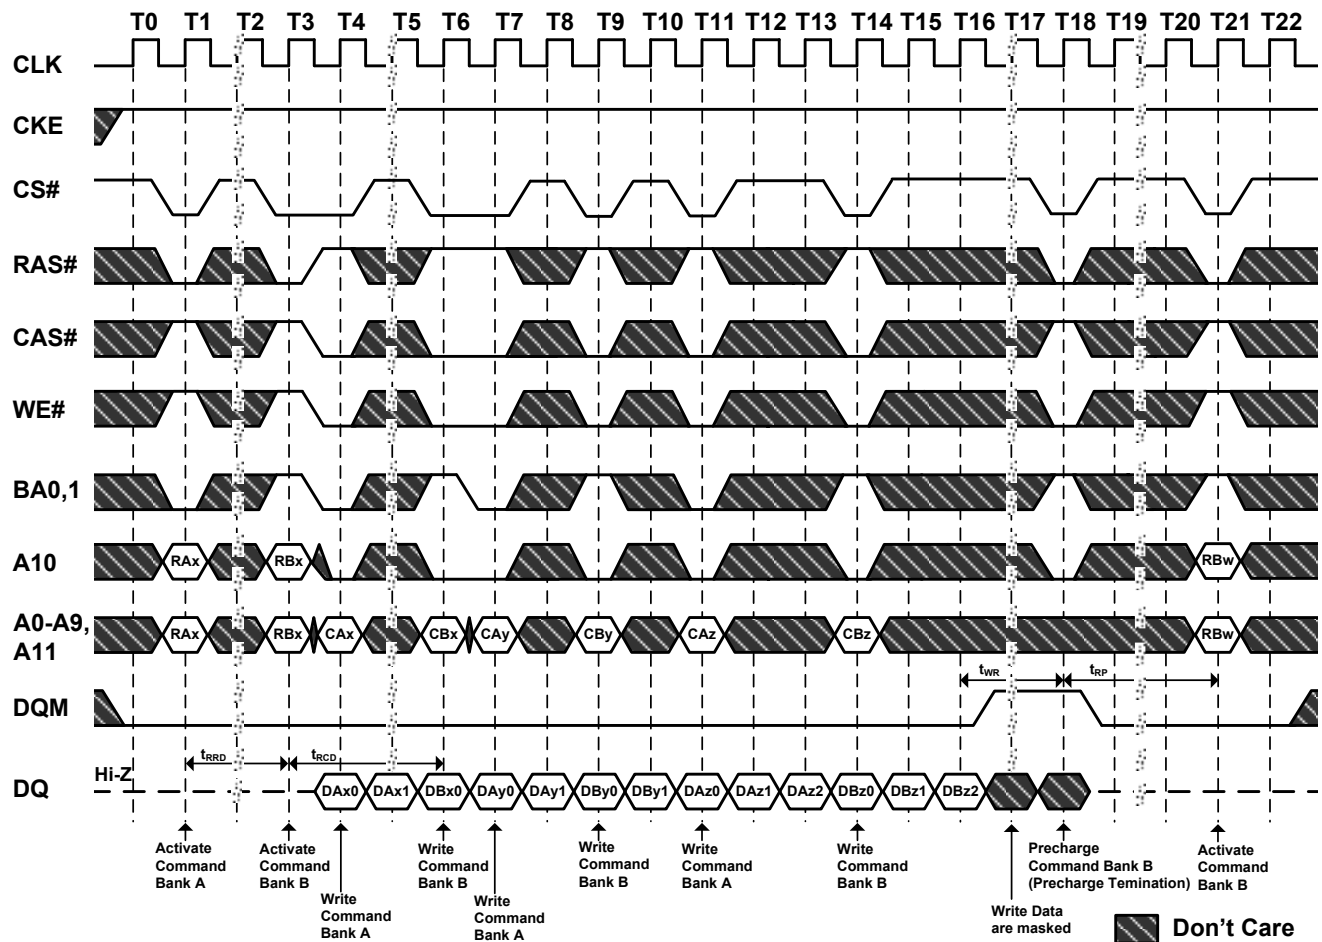 T0 T1 T2 T3 T4 T5 T6 T7 T8 T9 T10 T11 T12 T13 T14 T15 T16 T17 T18 T19 T20 T21 T22
CLK
CKE
CS#
RAS#
CAS#
WE#
BA0,1
A10 RAx RBx RBw
A0-A9,
A11
RAx RBx CAx CBx CAy CBy CAz CBz RBw
tWR tRP
DQM
tRRD tRCD
Hi-Z
DQ DAx0 DAx1 DBx0 DAy0 DAy1 DBy0 DBy1 DAz0 DAz1 DAz2 DBz0 DBz1 DBz2
Activate
Command
Bank A
Activate
Command
Bank B
Write
Command
Bank A
Write
Command
Bank B
Write
Command
Bank A
Write
Command
Bank B
Write
Command
Bank A
Write
Command
Bank B
Write Data
are masked
Precharge
Command Bank B
(Precharge Temination)
Activate
Command
Bank B
Don't Care